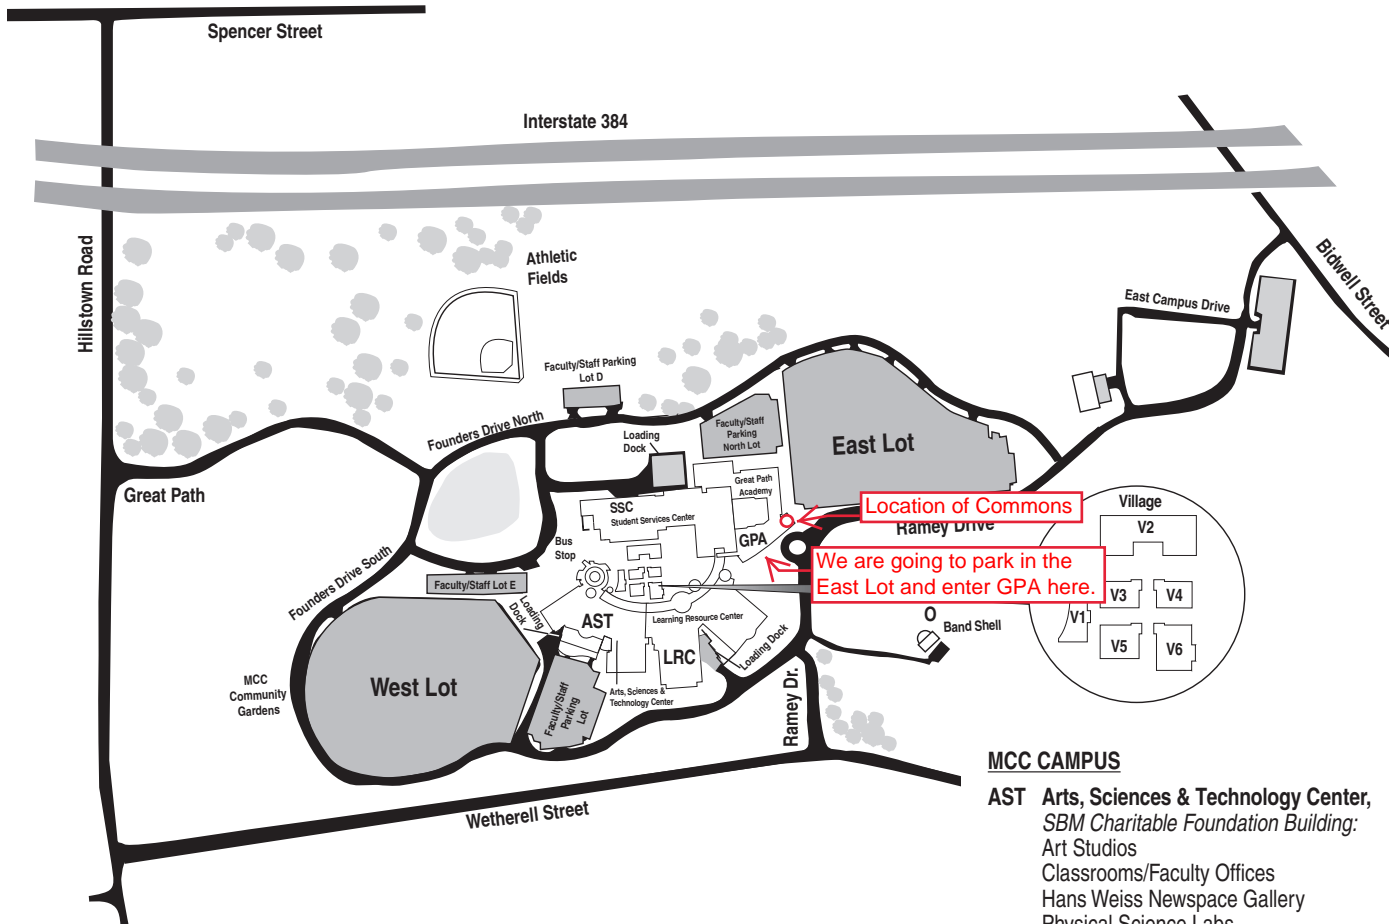 Spencer Street
Interstate 384
Hillstown Road
Athletic
Fields
Bidwell Street
East Campus Drive
Faculty/Staff Parking
Lot D
Founders Drive North
Loading
Dock
Faculty/Staff
Parking
North Lot
East Lot
Great Path
Great Path
Academy
SSC
Student Services Center
GPA
Location of Commons
Ramey Drive
We are going to park in the
East Lot and enter GPA here.
Village
V2
V3
V4
V1
V5
V6
Bus
Stop
Founders Drive South
Faculty/Staff Lot E
Loading
Dock
AST
Learning Resource Center
LRC
Loading Dock
Band Shell
MCC
Community
Gardens
West Lot
Faculty/Staff
Parking
Lot
Arts, Sciences &
Technology Center
Ramey Dr.
Wetherell Street
MCC CAMPUS
AST Arts, Sciences & Technology Center,
SBM Charitable Foundation Building:
Art Studios
Classrooms/Faculty Offices
Hans Weiss Newspace Gallery
Physical Science Labs